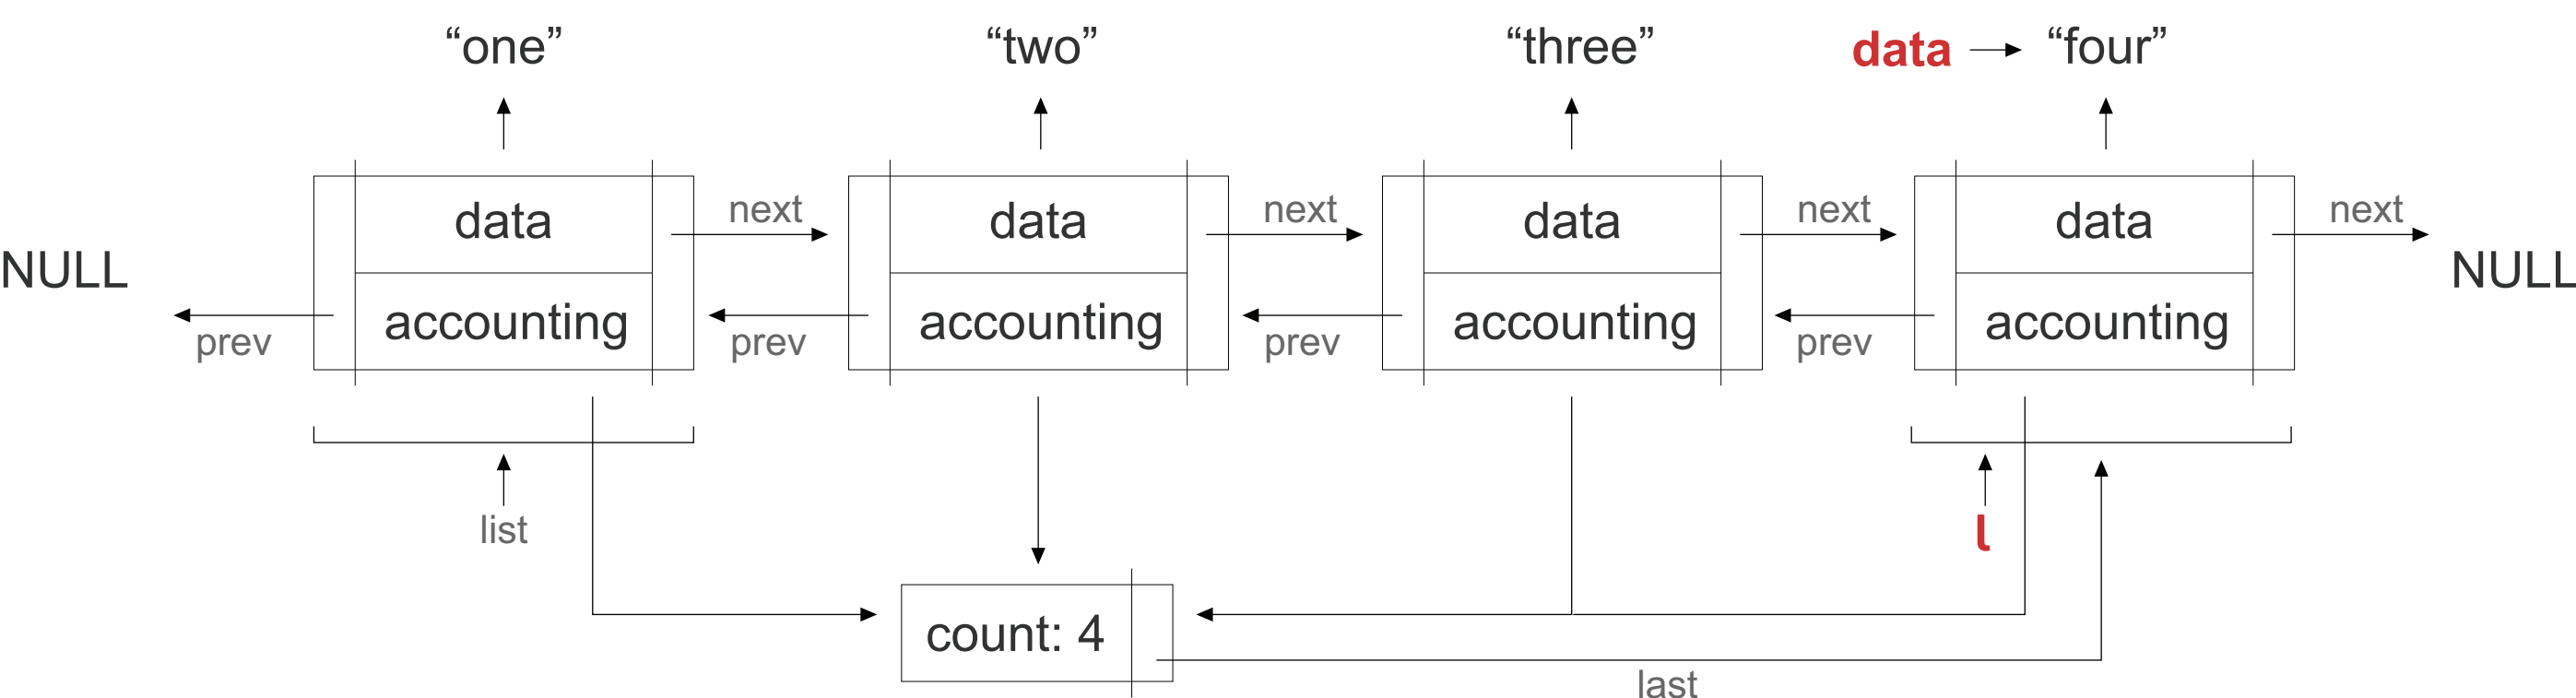 “one” “two” “three” data “four”
data next data next data next data next
NULL NULL
prev accounting prev accounting prev accounting prev accounting
list l
count: 4
last